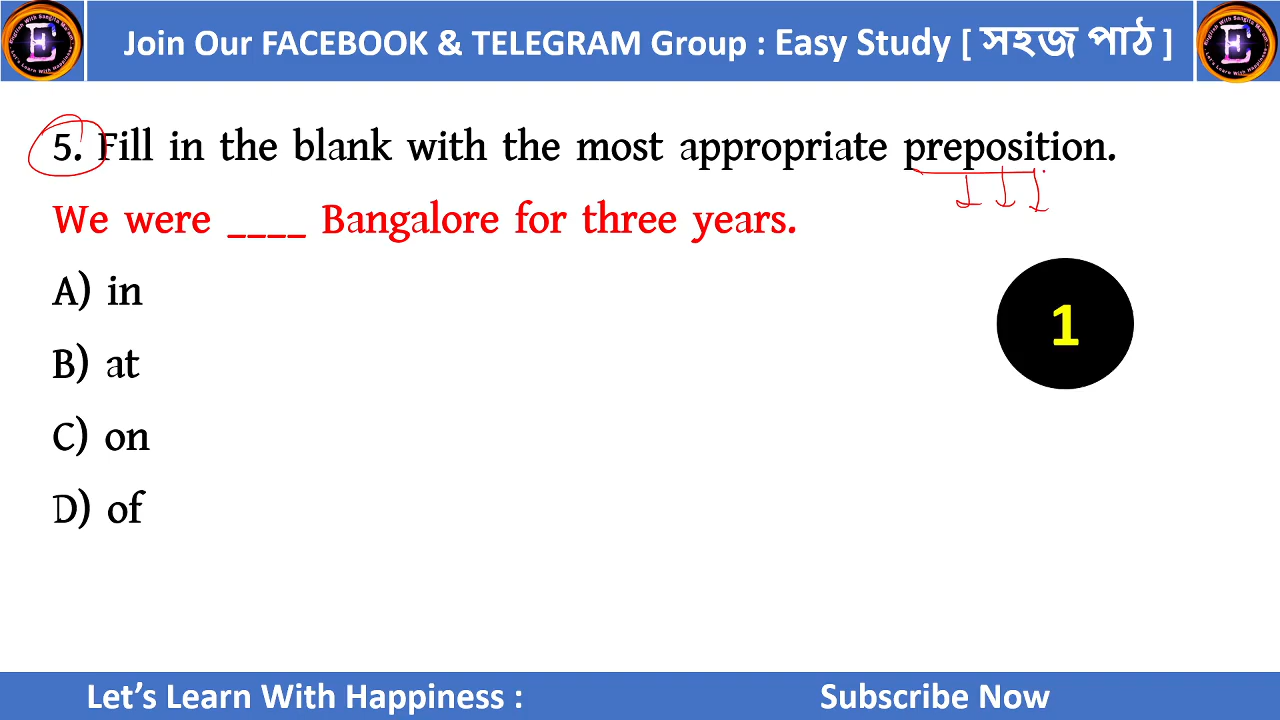 Join Our FACEBOOK & TELEGRAM Group : Easy Study [ সহজ পাঠ ]
5. Fill in the blank with the most appropriate preposition.
We were ____ Bangalore for three years.
A) in
1
B) at
C) on
D) of
Let's Learn With Happiness :
Subscribe Now